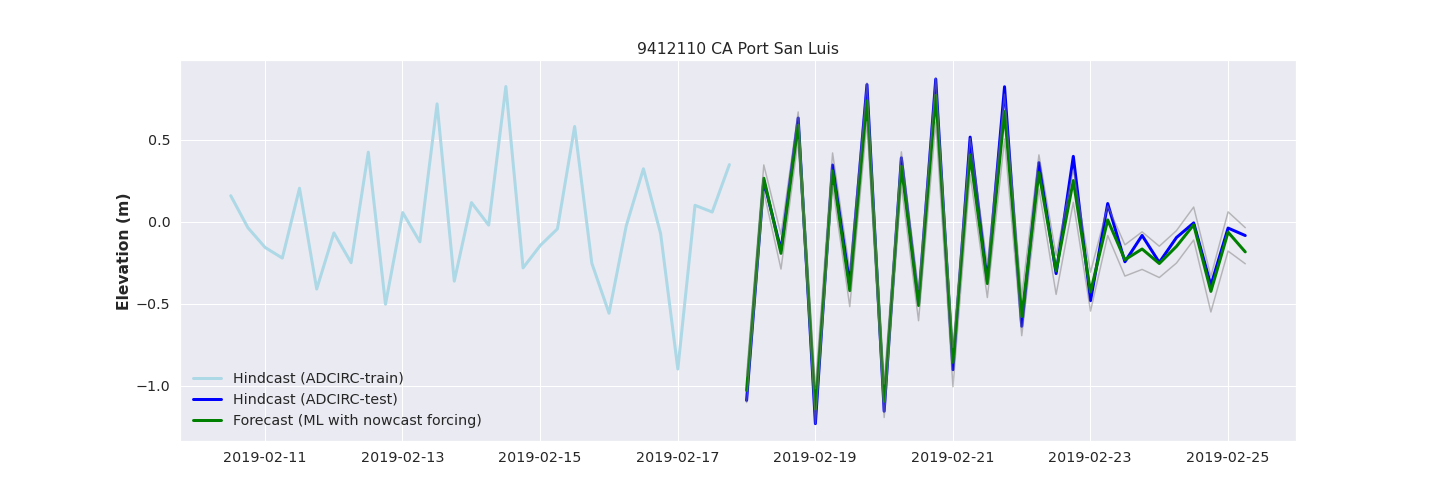 9412110 CA Port San Luis
Elevation (m)
0.5
0.0
−0.5
−1.0
Hindcast (ADCIRC-train)
Hindcast (ADCIRC-test)
Forecast (ML with nowcast forcing)
2019-02-11
2019-02-13
2019-02-15
2019-02-17
2019-02-19
2019-02-21
2019-02-23
2019-02-25